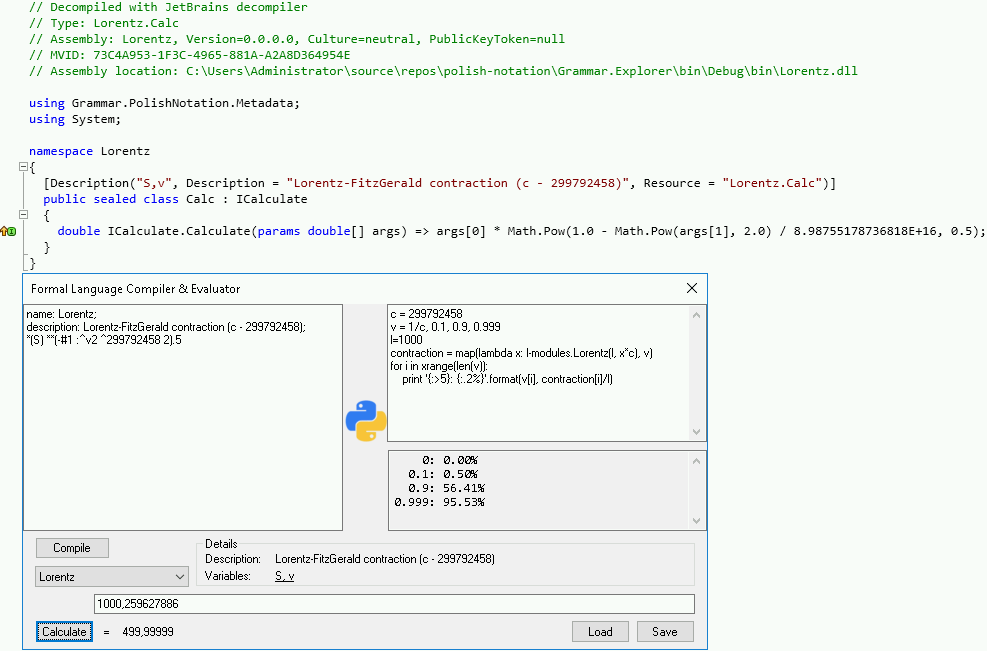 // Decompiled with JetBrains decompiler
// Type: Lorentz.Calc
// Assembly: Lorentz, Version=0.0.0.0, Culture=neutral, PublicKeyToken=null
// MVID: 73C4A953-1F3C-4965-881A-A2A8D364954E
// Assembly location: C:\Users\Administrator\source\repos\polish-notation\Grammar.Explorer\bin\Debug\bin\Lorentz.dll
using Grammar.PolishNotation.Metadata;
using System;
namespace Lorentz
{
[Description("S,v", Description = "Lorentz-FitzGerald contraction (c - 299792458)", Resource = "Lorentz.Calc")]
public sealed class Calc : ICalculate
{
double ICalculate.Calculate(params double[] args) => args[0] * Math.Pow(1.0 - Math.Pow(args[1], 2.0) / 8.98755178736818E+16, 0.5);
}
}
Formal Language Compiler & Evaluator
name: Lorentz;
description: Lorentz-FitzGerald contraction (c - 299792458);
*(S) **(-#1 :^v2 ^299792458 2).5
c = 299792458
v = 1/c, 0.1, 0.9, 0.999
l=1000
contraction = map(lambda x: l-modules.Lorentz(l, x*c), v)
for i in xrange(len(v)):
print '{:>5}: {:.2%}'.format(v[i], contraction[i]/l)
0: 0.00%
0.1: 0.50%
0.9: 56.41%
0.999: 95.53%
Compile
Lorentz
Details
Description: Lorentz-FitzGerald contraction (c - 299792458)
Variables: S, v
1000,259627886
Calculate = 499,99999
Load Save